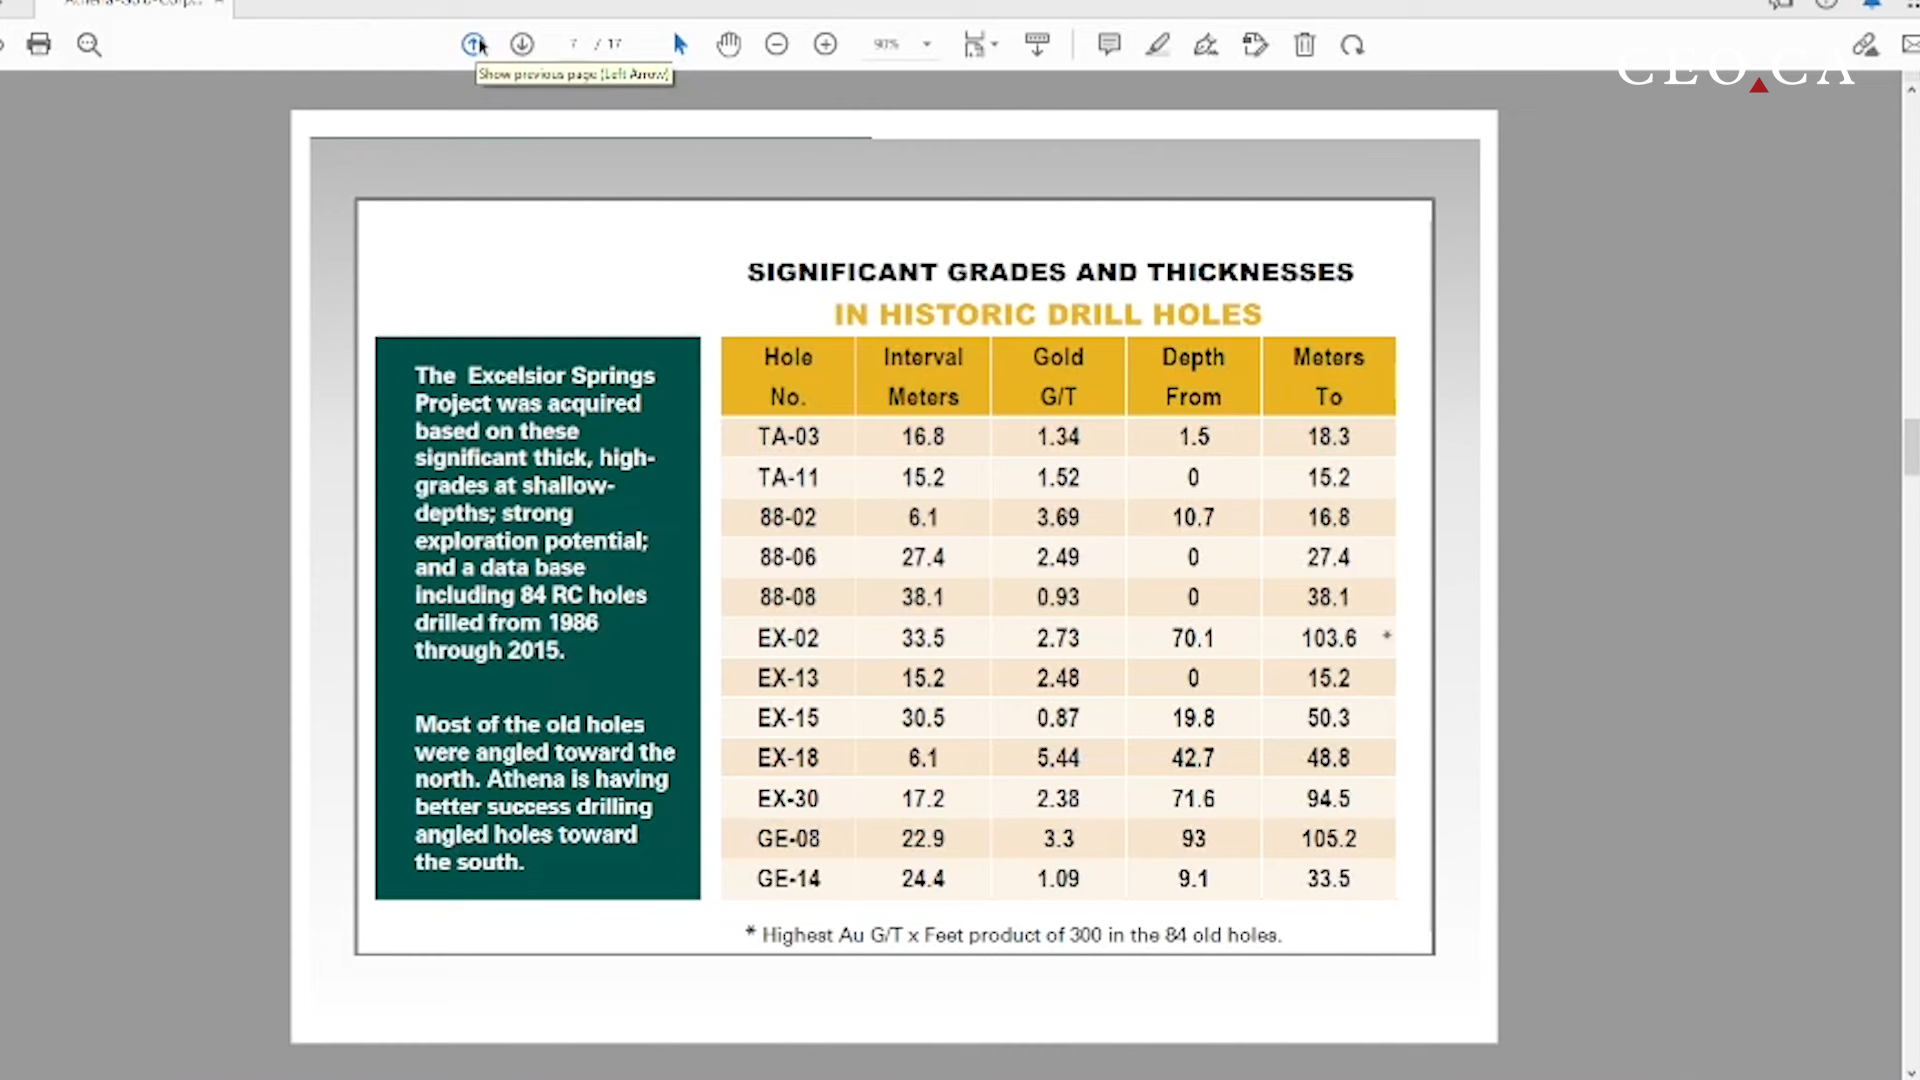 7 / 17
90%
Show previous page (Left Arrow)
CEO.CA
SIGNIFICANT GRADES AND THICKNESSES
IN HISTORIC DRILL HOLES
The Excelsior Springs
Project was acquired
based on these
significant thick, high-
grades at shallow-
depths; strong
exploration potential;
and a data base
including 84 RC holes
drilled from 1986
through 2015.
Most of the old holes
were angled toward the
north. Athena is having
better success drilling
angled holes toward
the south.
Hole No. Interval Meters Gold G/T Depth From Meters To
TA-03 16.8 1.34 1.5 18.3
TA-11 15.2 1.52 0 15.2
88-02 6.1 3.69 10.7 16.8
88-06 27.4 2.49 0 27.4
88-08 38.1 0.93 0 38.1
EX-02 33.5 2.73 70.1 103.6 *
EX-13 15.2 2.48 0 15.2
EX-15 30.5 0.87 19.8 50.3
EX-18 6.1 5.44 42.7 48.8
EX-30 17.2 2.38 71.6 94.5
GE-08 22.9 3.3 93 105.2
GE-14 24.4 1.09 9.1 33.5
* Highest Au G/T x Feet product of 300 in the 84 old holes.